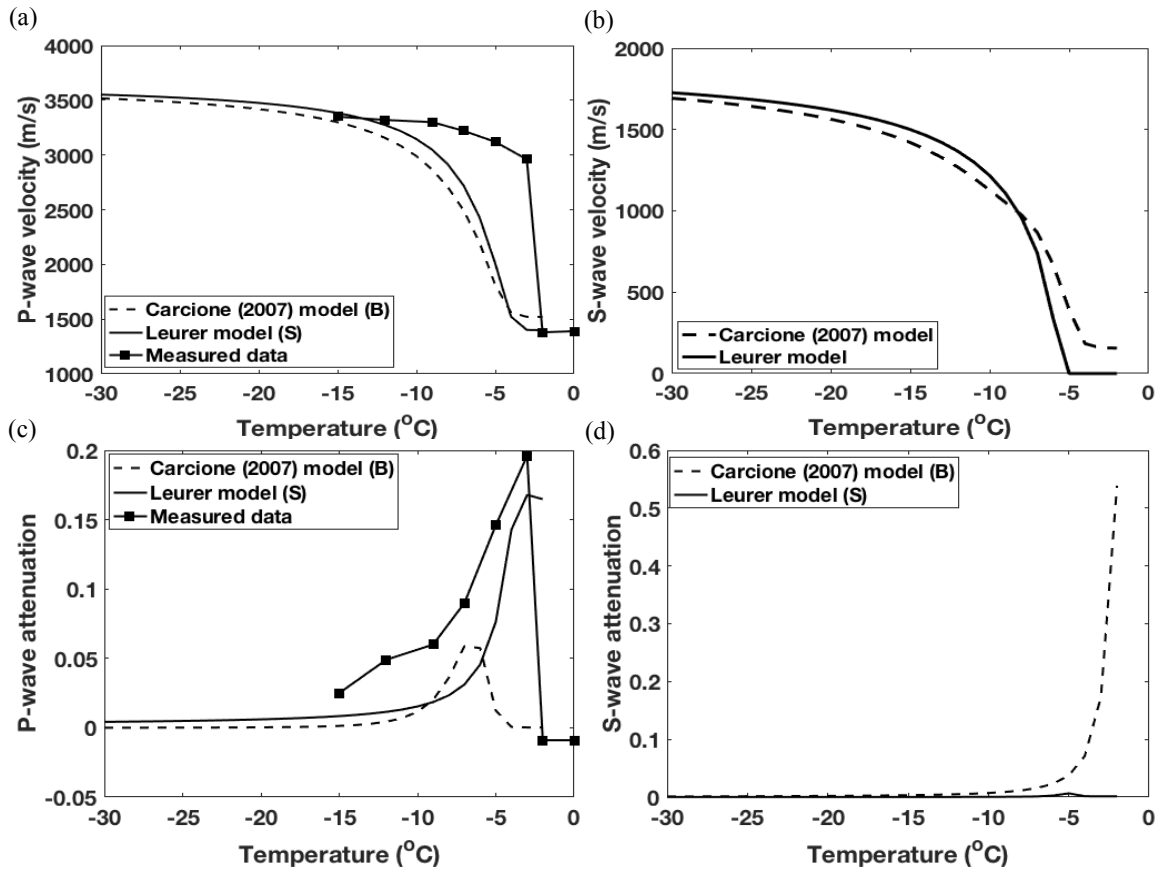 (a)
4000
3500
3000
2500
2000
1500
1000
P-wave velocity (m/s)
Carcione (2007) model (B)
Leurer model (S)
Measured data
-30 -25 -20 -15 -10 -5 0
Temperature (°C)
(b)
2000
1500
1000
500
0
S-wave velocity (m/s)
Carcione (2007) model
Leurer model
-30 -25 -20 -15 -10 -5 0
Temperature (°C)
(c)
0.2
0.15
0.1
0.05
0
-0.05
P-wave attenuation
Carcione (2007) model (B)
Leurer model (S)
Measured data
-30 -25 -20 -15 -10 -5 0
Temperature (°C)
(d)
0.6
0.5
0.4
0.3
0.2
0.1
0
S-wave attenuation
Carcione (2007) model (B)
Leurer model (S)
-30 -25 -20 -15 -10 -5 0
Temperature (°C)